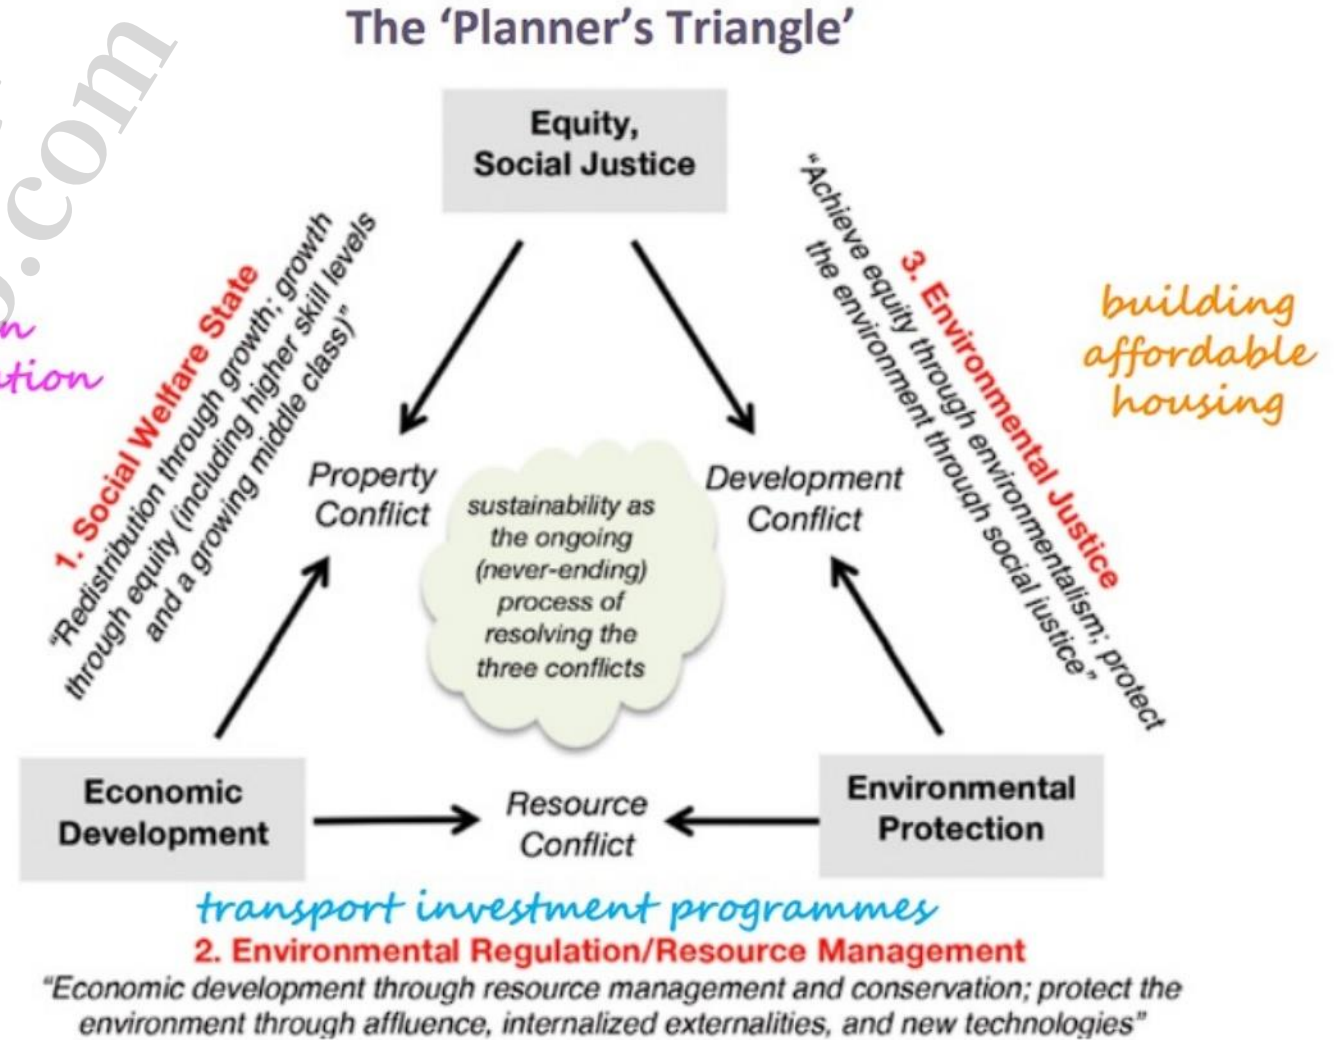 The ‘Planner’s Triangle’
Equity,
Social Justice
1. Social Welfare State
“Redistribution through growth; growth
through equity (including higher skill levels
and a growing middle class)”
“Achieve equity through environmentalism; protect
the environment through social justice”
3. Environmental Justice
building
affordable
housing
Property
Conflict
Development
Conflict
sustainability as
the ongoing
(never-ending)
process of
resolving the
three conflicts
Economic
Development
Resource
Conflict
Environmental
Protection
transport investment programmes
2. Environmental Regulation/Resource Management
“Economic development through resource management and conservation; protect the
environment through affluence, internalized externalities, and new technologies”
.com